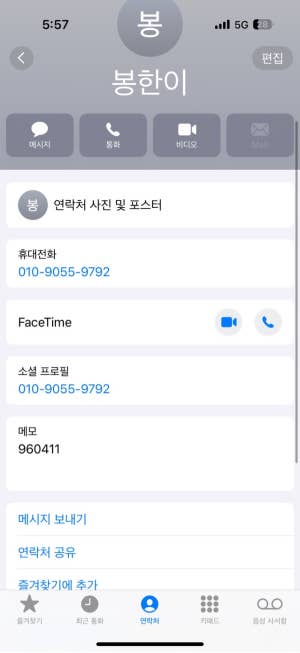 5:57
5G 28
봉
편집
봉한이
메시지
통화
비디오
Mail
봉 연락처 사진 및 포스터
휴대전화
010-9055-9792
FaceTime
소셜 프로필
010-9055-9792
메모
960411
메시지 보내기
연락처 공유
즐겨찾기에 추가
즐겨찾기
최근 통화
연락처
키패드
음성 사서함